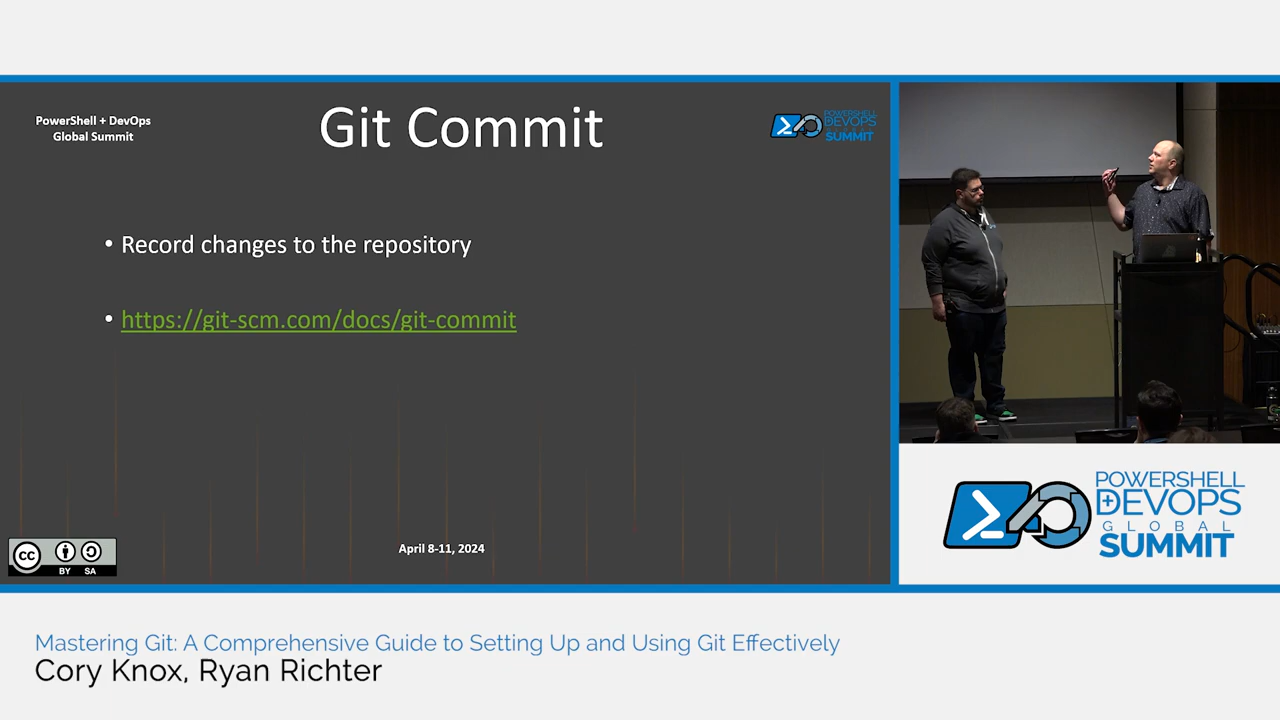 PowerShell + DevOps
Global Summit
Git Commit
POWERSHELL
DEVOPS
GLOBAL
SUMMIT
• Record changes to the repository
• https://git-scm.com/docs/git-commit
April 8-11, 2024
cc
BY SA
POWERSHELL
DEVOPS
GLOBAL
SUMMIT
Mastering Git: A Comprehensive Guide to Setting Up and Using Git Effectively
Cory Knox, Ryan Richter